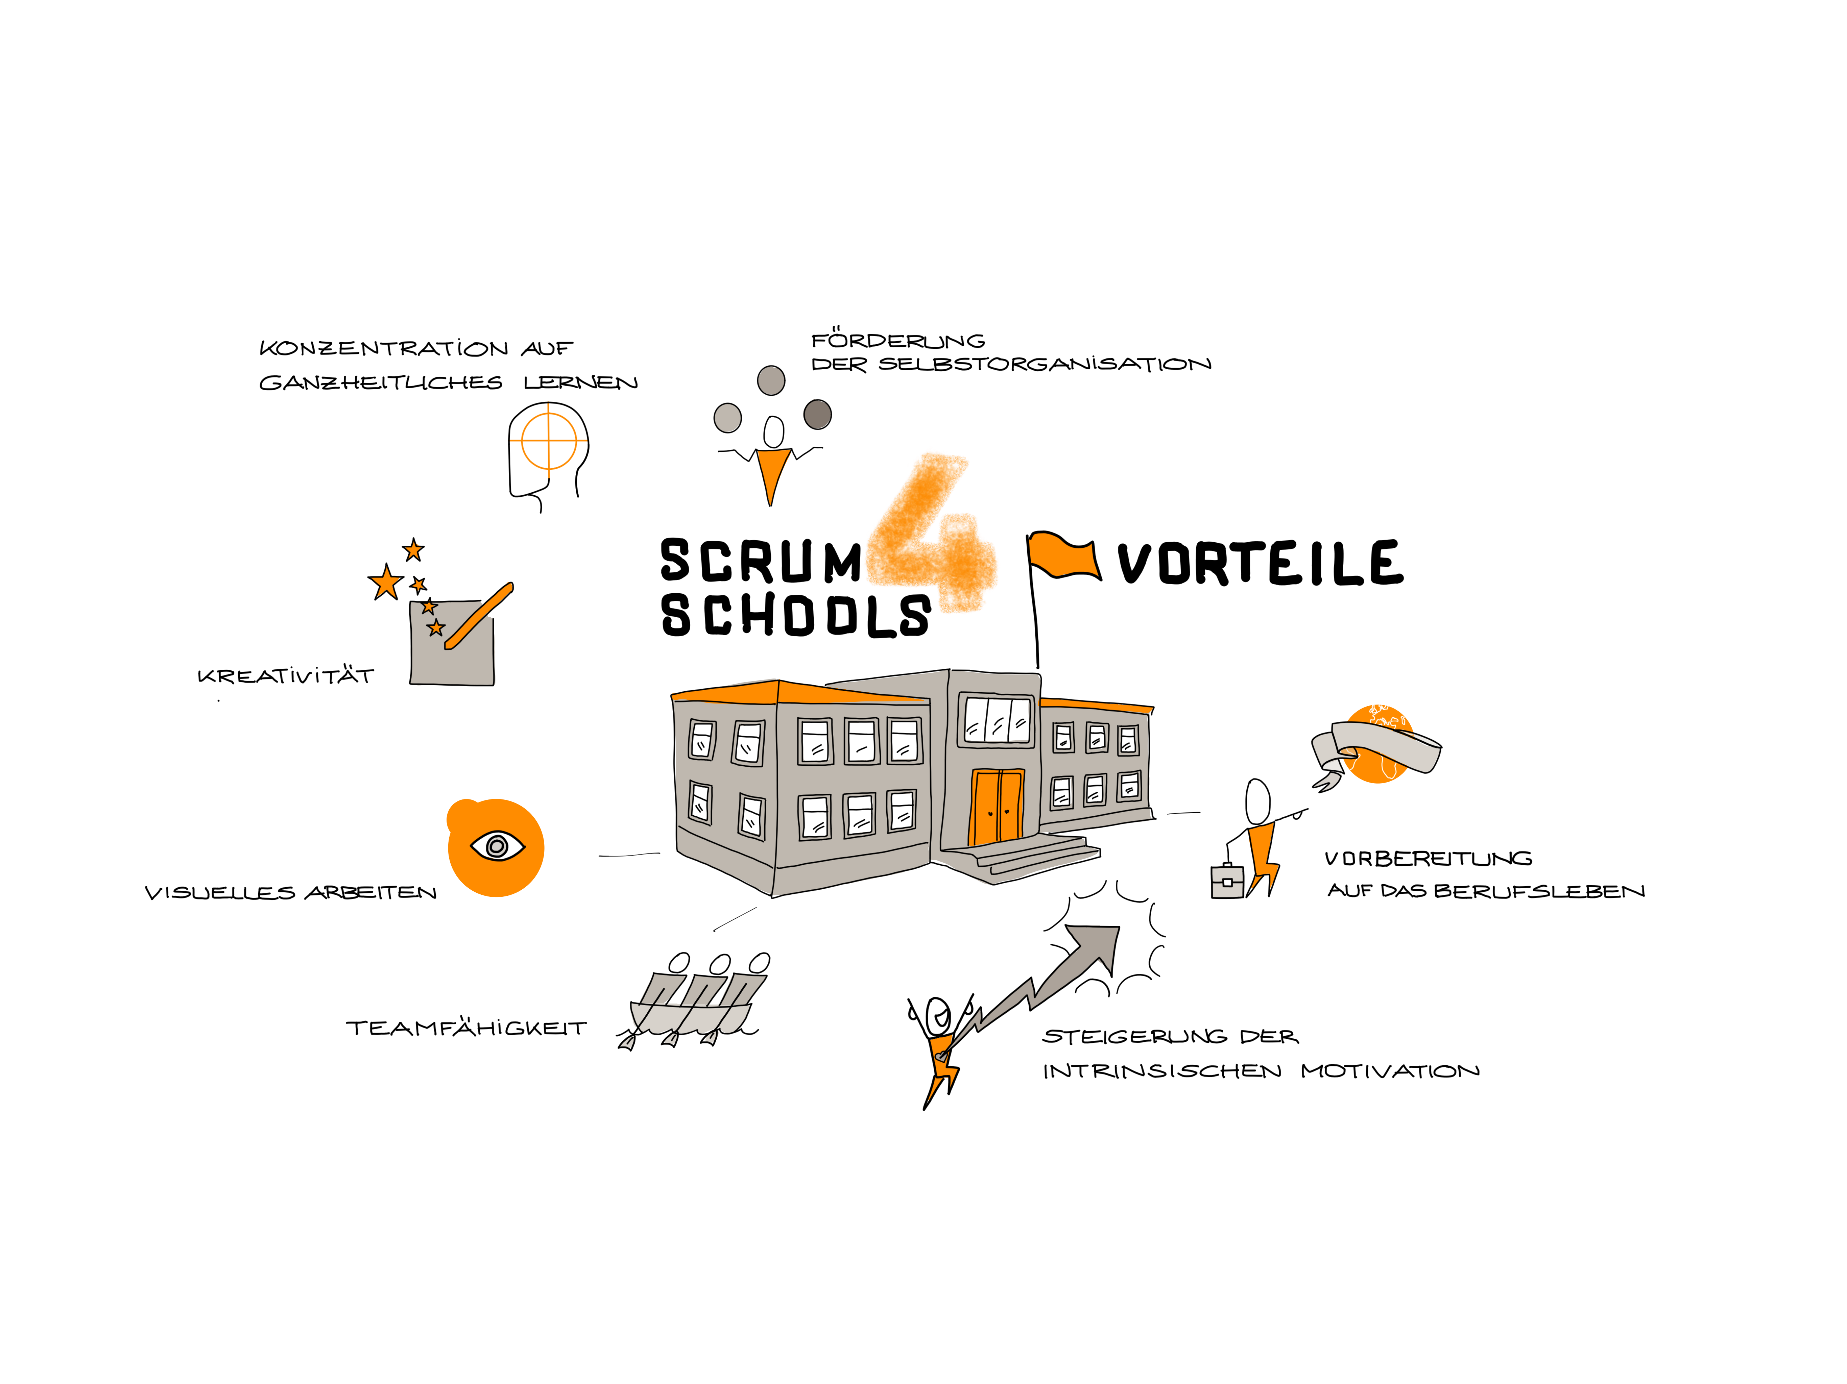 KONZENTRATION AUF
GANZHEITLICHES LERNEN
FÖRDERUNG
DER SELBSTORGANISATION
SCRUM 4
SCHOOLS
VORTEILE
KREATIVITÄT
VISUELLES ARBEITEN
VORBEREITUNG
AUF DAS BERUFSLEBEN
TEAMFÄHIGKEIT
STEIGERUNG DER
INTRINSISCHEN MOTIVATION